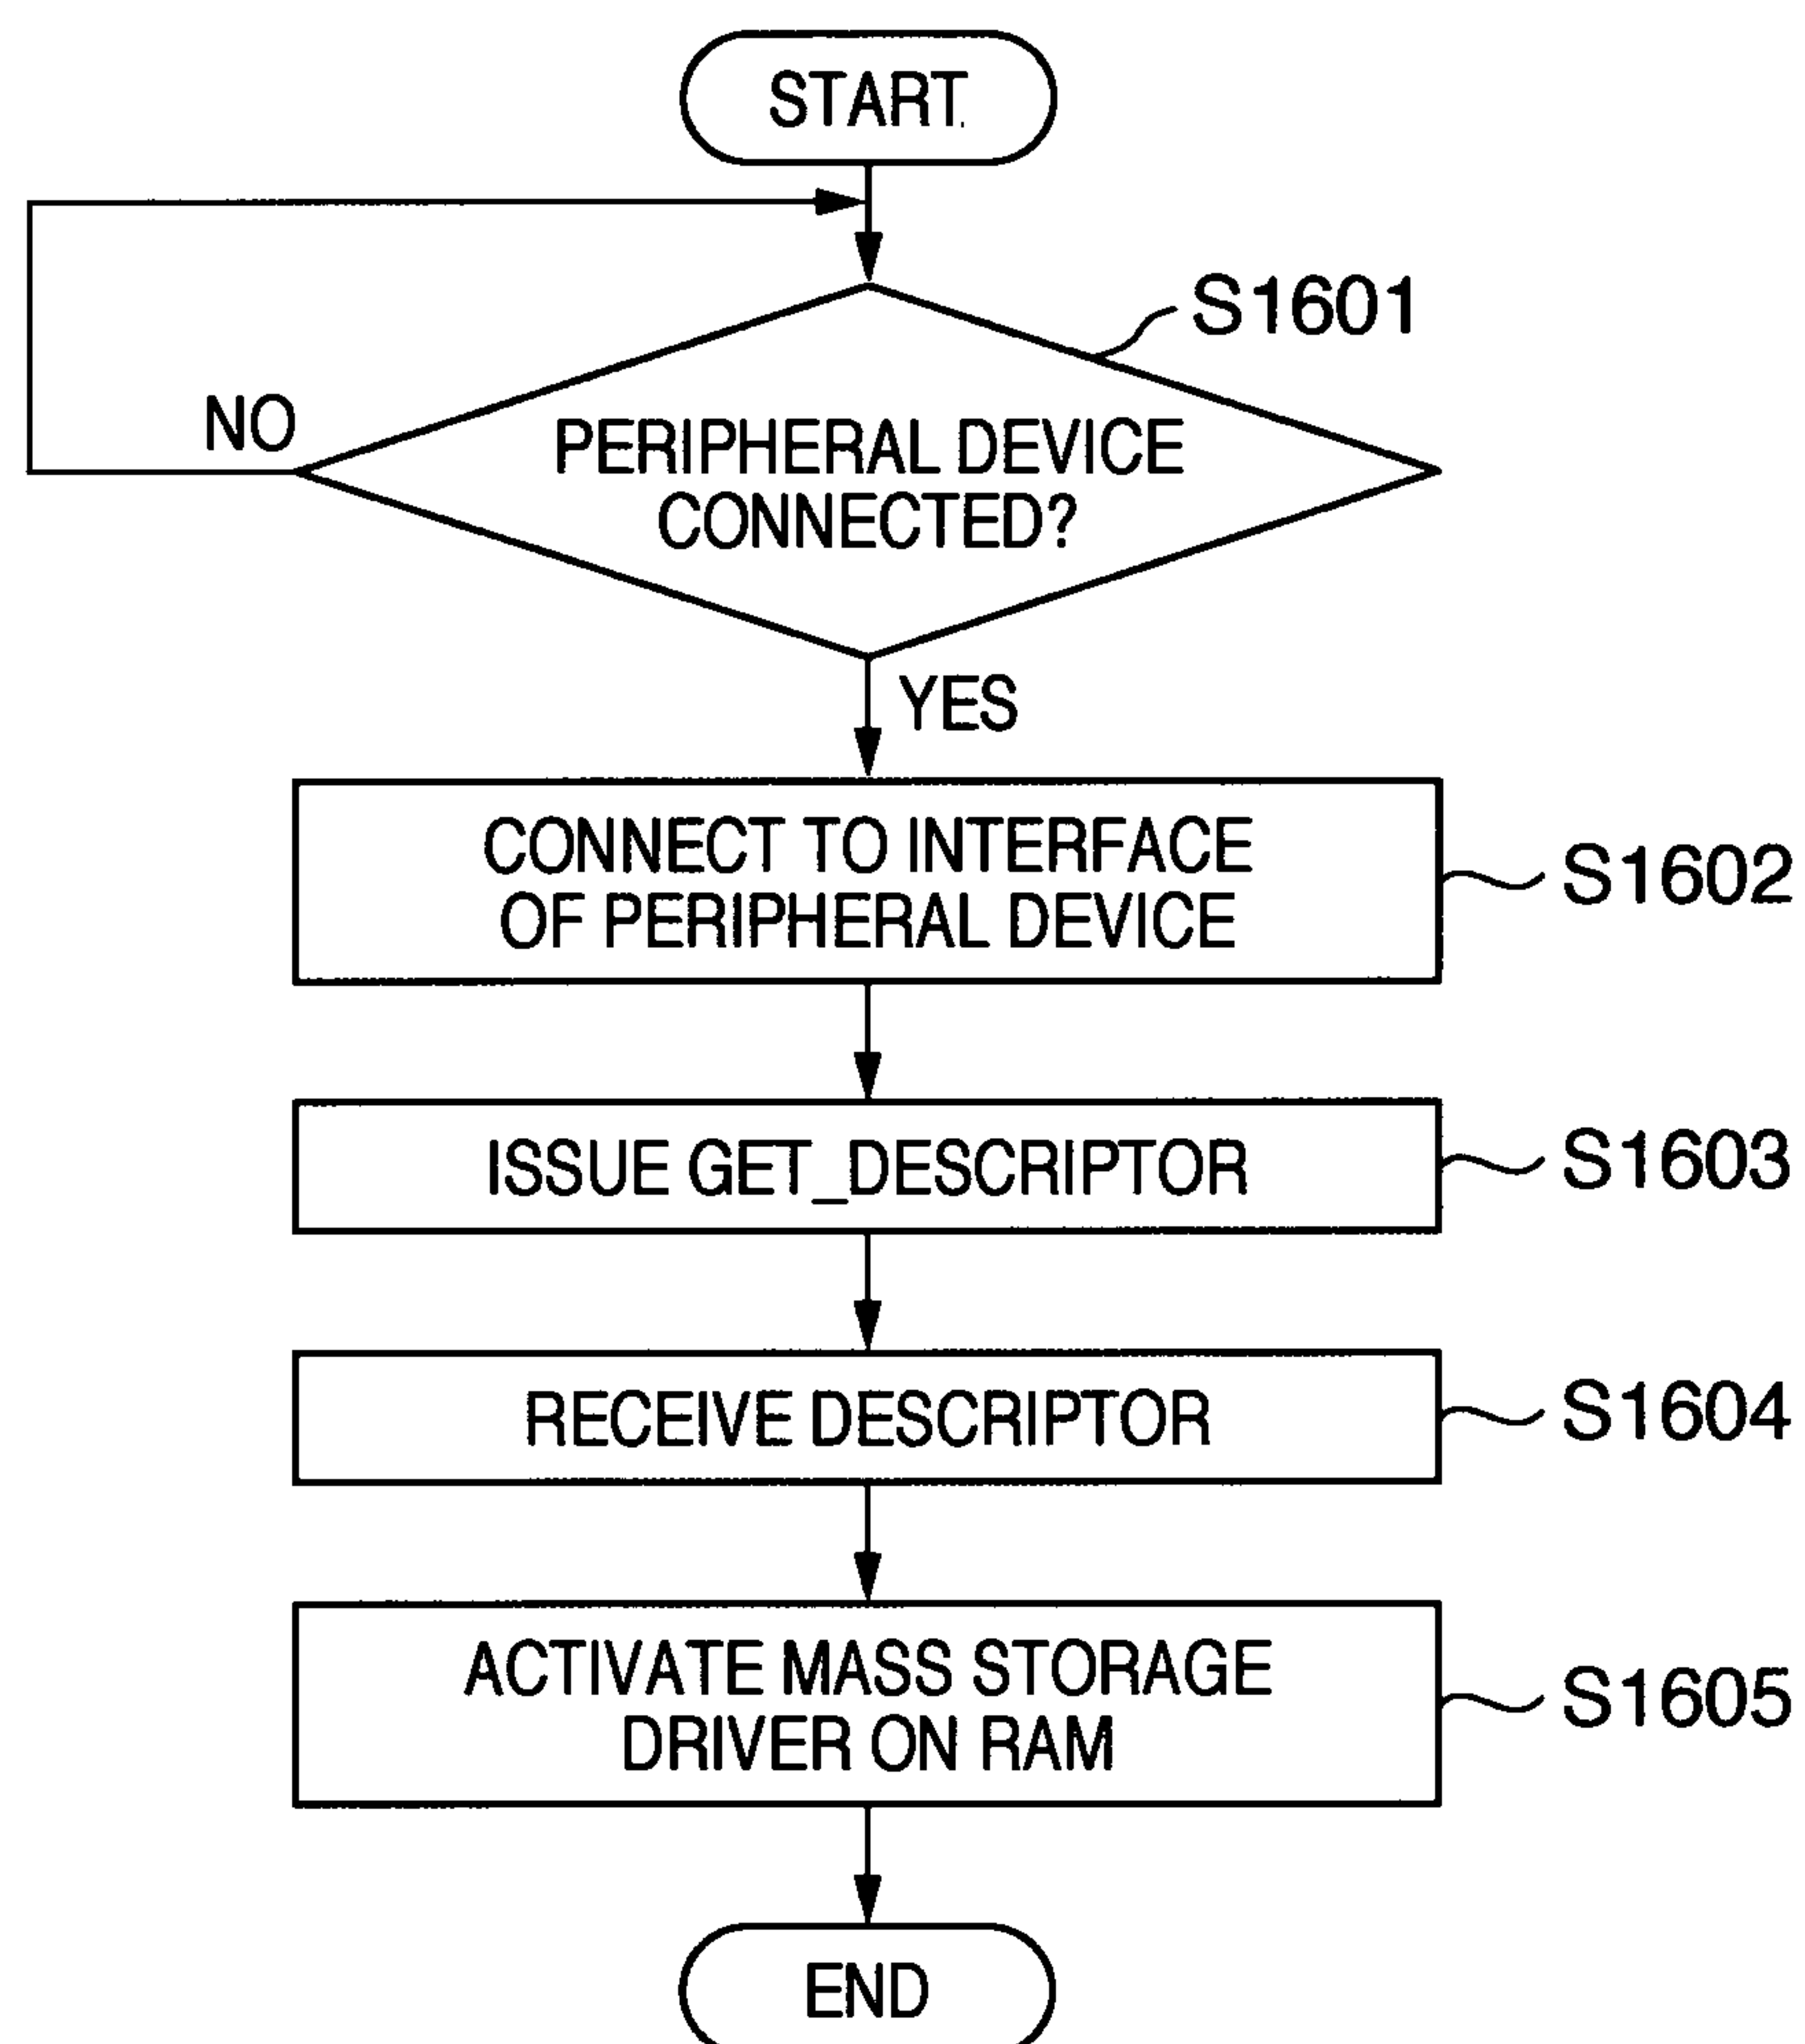 START
S1601
NO
PERIPHERAL DEVICE
CONNECTED?
YES
CONNECT TO INTERFACE
OF PERIPHERAL DEVICE
S1602
ISSUE GET_DESCRIPTOR
S1603
RECEIVE DESCRIPTOR
S1604
ACTIVATE MASS STORAGE
DRIVER ON RAM
S1605
END